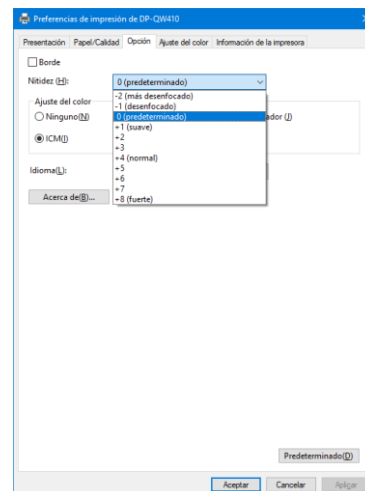 Preferencias de impresión de DP-QW410
Presentación Papel/Calidad Opción Ajuste del color Información de la impresora
Borde
Nitidez (H): 0 (predeterminado)
-2 (más desenfocado)
-1 (desenfocado)
Ajuste del color
0 (predeterminado)
Ninguno(N) ador (J)
+1 (suave)
+2
ICM(I)
+3
+4 (normal)
Idioma(L):
+5
+6
+7
Acerca de(B)...
+8 (fuerte)
Predeterminado(D)
Aceptar Cancelar Aplicar